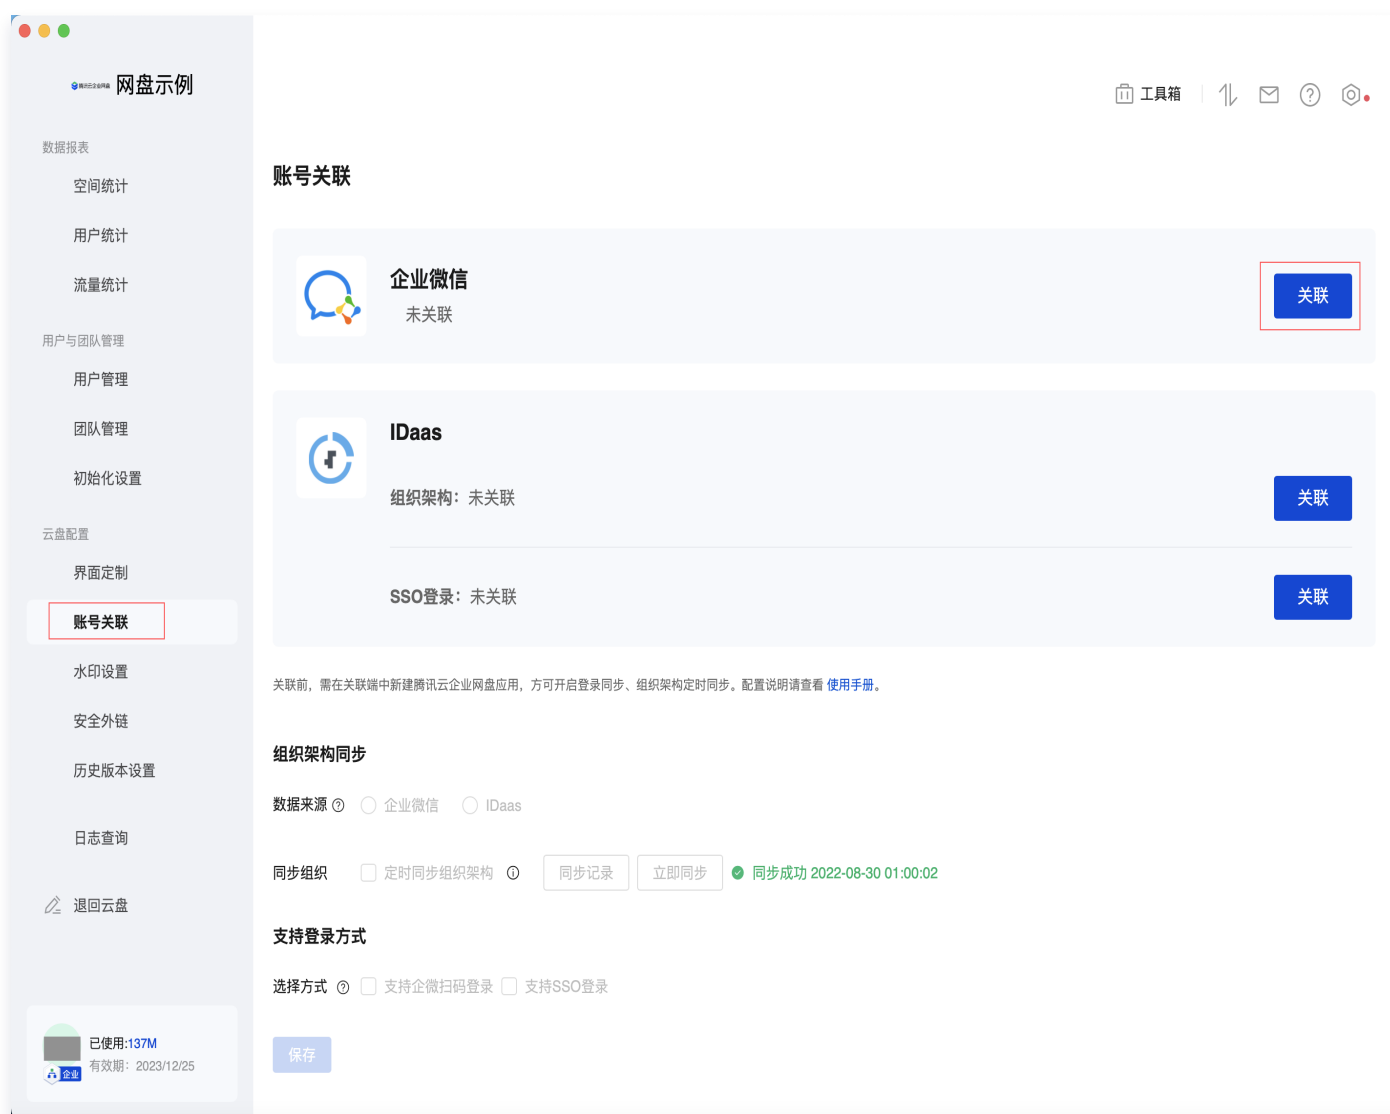 腾讯云企业网盘 网盘示例
工具箱
数据报表
空间统计
用户统计
流量统计
用户与团队管理
用户管理
团队管理
初始化设置
云盘配置
界面定制
账号关联
水印设置
安全外链
历史版本设置
日志查询
退回云盘
已使用:137M
有效期：2023/12/25
企业
账号关联
企业微信
未关联
关联
IDaas
组织架构：未关联
关联
SSO登录：未关联
关联
关联前，需在关联端中新建腾讯云企业网盘应用，方可开启登录同步、组织架构定时同步。配置说明请查看 使用手册。
组织架构同步
数据来源 企业微信 IDaas
同步组织 定时同步组织架构 同步记录 立即同步 同步成功 2022-08-30 01:00:02
支持登录方式
选择方式 支持企微扫码登录 支持SSO登录
保存